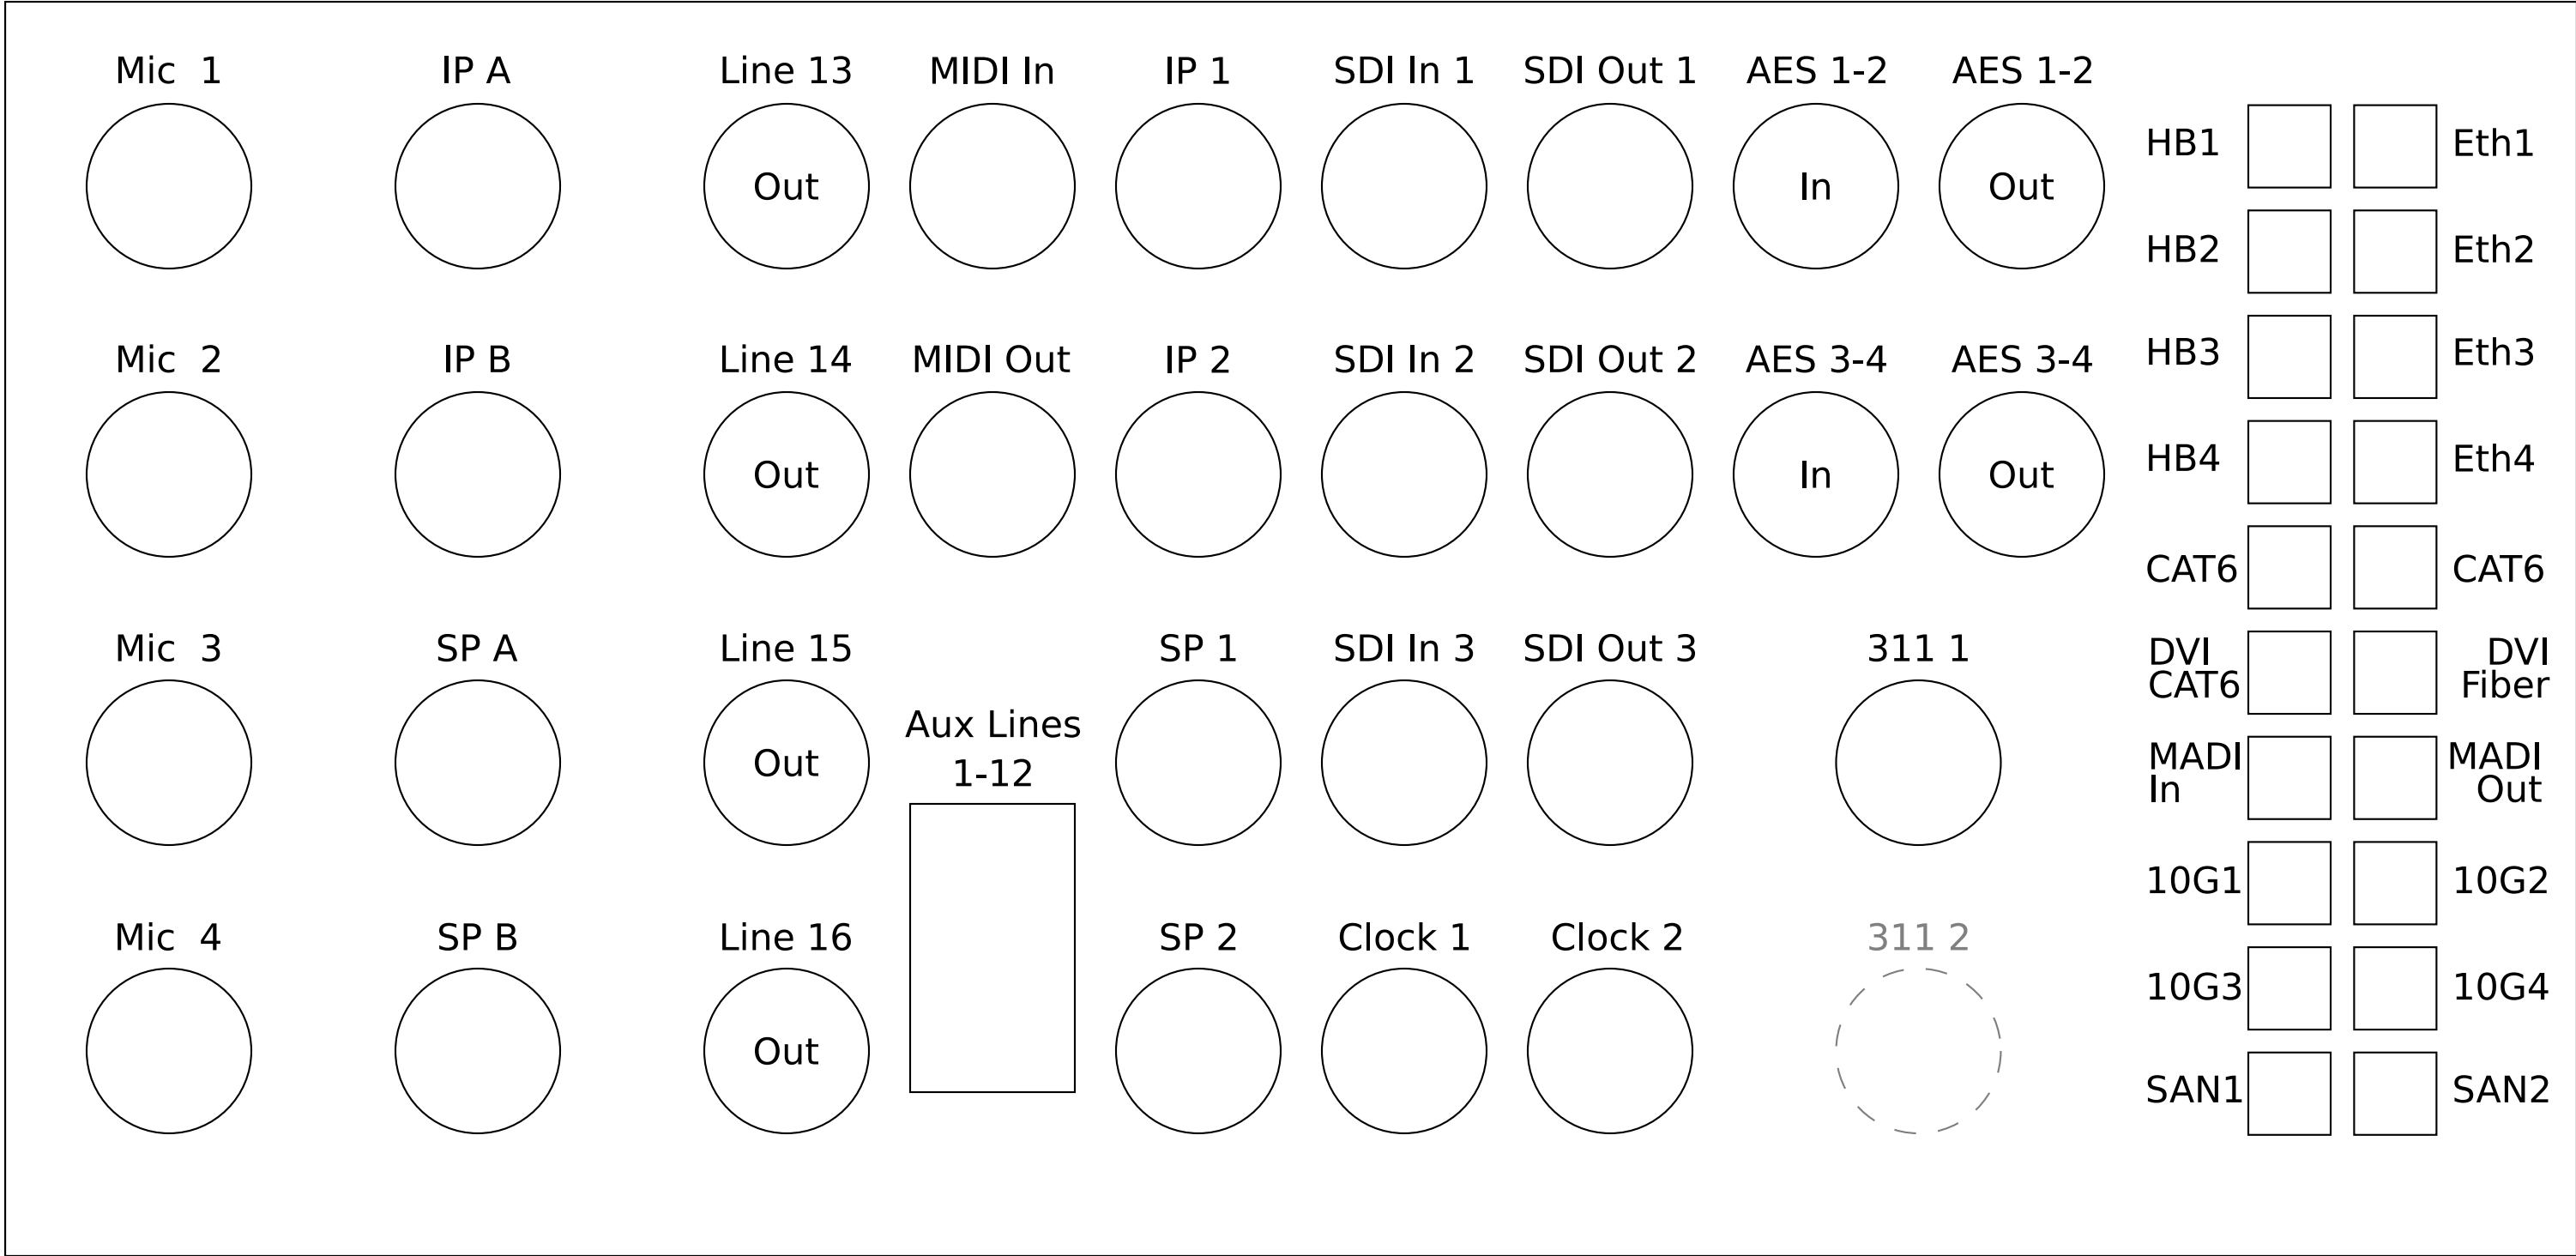 Mic  1
IP A
Line 13
MIDI In
IP 1
SDI In 1
SDI Out 1
AES 1-2
AES 1-2
Out
In
Out
HB1
Eth1
HB2
Eth2
Mic  2
IP B
Line 14
MIDI Out
IP 2
SDI In 2
SDI Out 2
AES 3-4
AES 3-4
HB3
Eth3
Out
In
Out
HB4
Eth4
CAT6
CAT6
Mic  3
SP A
Line 15
SP 1
SDI In 3
SDI Out 3
311 1
DVI
CAT6
DVI
Fiber
Aux Lines
1-12
Out
MADI
In
MADI
Out
10G1
10G2
Mic  4
SP B
Line 16
SP 2
Clock 1
Clock 2
311 2
10G3
10G4
Out
SAN1
SAN2